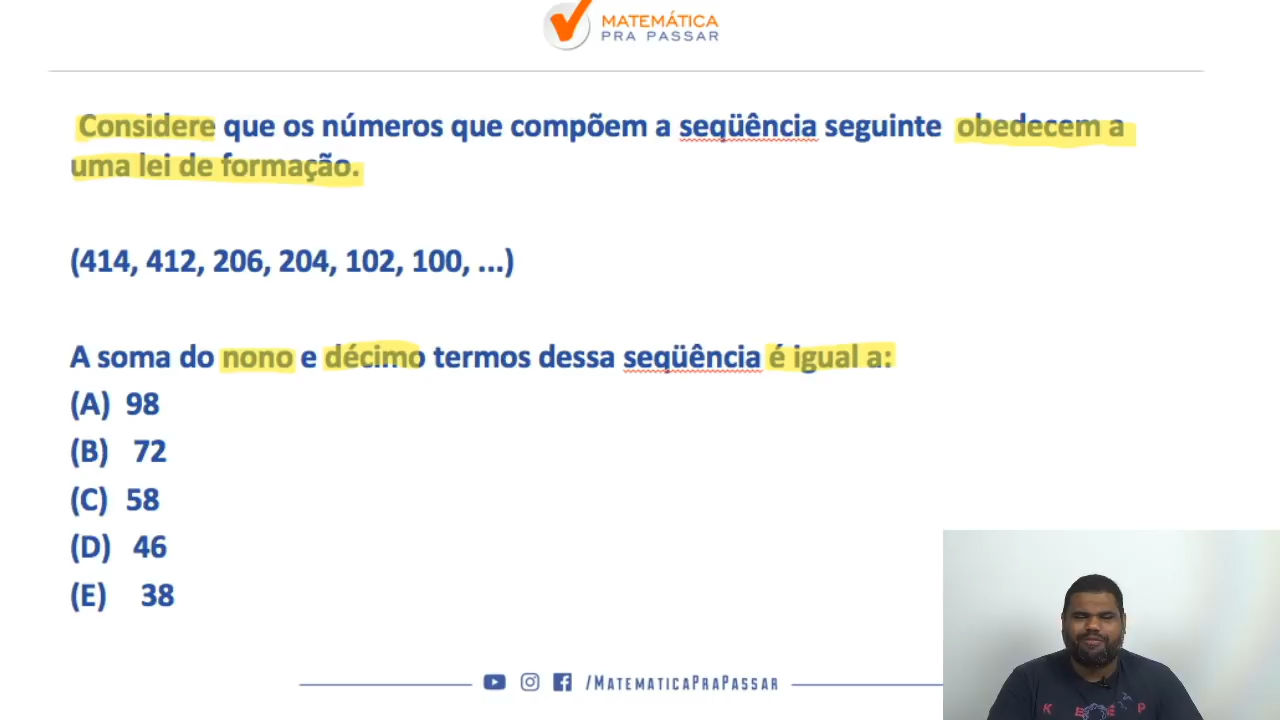 MATEMÁTICA
PRA PASSAR
Considere que os números que compõem a seqüência seguinte obedecem a
uma lei de formação.
(414, 412, 206, 204, 102, 100, ...)
A soma do nono e décimo termos dessa seqüência é igual a:
(A) 98
(B) 72
(C) 58
(D) 46
(E) 38
/MATEMATICAPRAPASSAR
K E E P